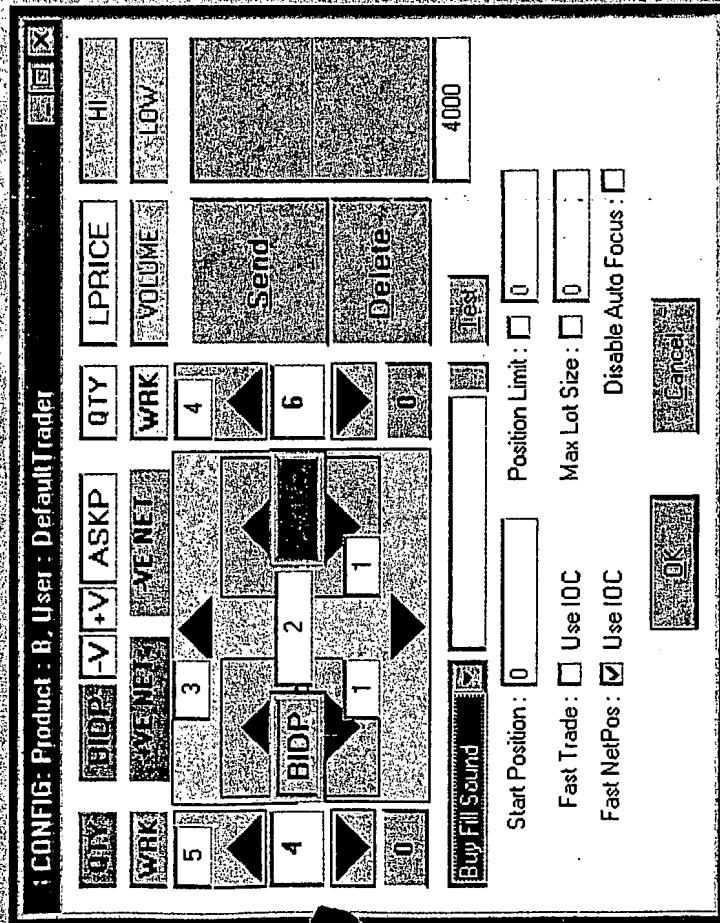 : CONFIG: Product : B, User : DefaultTrader
QTY BIDP -V +V ASKP QTY LPRICE HI
WRK +VE NET -VE NET WRK VOLUME LOW
5 3 4
4 BIDP 2 6
1 1
0 0
Send
Delete
4000
Buy Fill Sound Test
Start Position : 0 Position Limit : 0
Fast Trade : Use IOC Max Lot Size : 0
Fast NetPos : Use IOC Disable Auto Focus :
OK Cancel